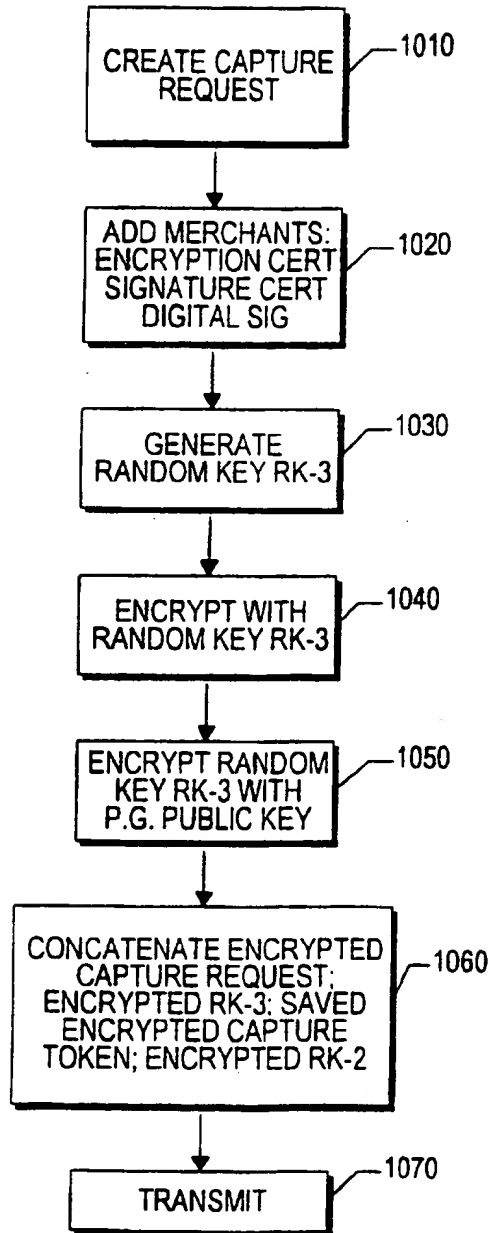 CREATE CAPTURE
REQUEST
1010
ADD MERCHANTS:
ENCRYPTION CERT
SIGNATURE CERT
DIGITAL SIG
1020
GENERATE
RANDOM KEY RK-3
1030
ENCRYPT WITH
RANDOM KEY RK-3
1040
ENCRYPT RANDOM
KEY RK-3 WITH
P.G. PUBLIC KEY
1050
CONCATENATE ENCRYPTED
CAPTURE REQUEST;
ENCRYPTED RK-3; SAVED
ENCRYPTED CAPTURE
TOKEN; ENCRYPTED RK-2
1060
TRANSMIT
1070